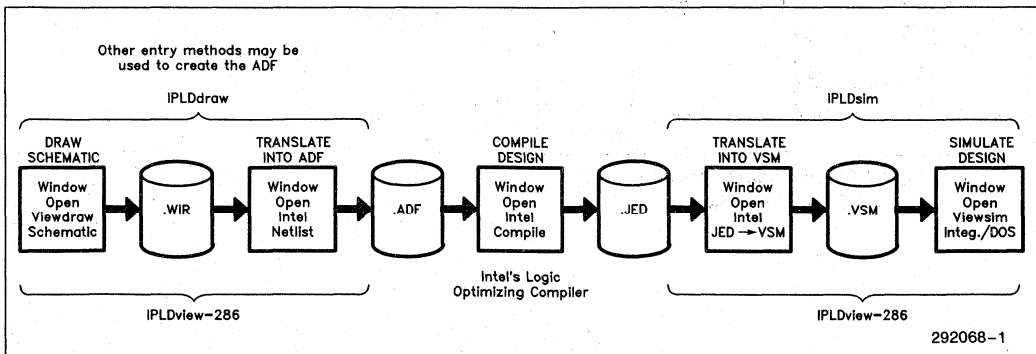 Other entry methods may be
used to create the ADF
IPLDdraw
IPLDsim
DRAW
SCHEMATIC
Window
Open
Viewdraw
Schematic
.WIR
TRANSLATE
INTO ADF
Window
Open
Intel
Netlist
.ADF
COMPILE
DESIGN
Window
Open
Intel
Compile
Intel's Logic
Optimizing Compiler
.JED
TRANSLATE
INTO VSM
Window
Open
Intel
JED → VSM
.VSM
SIMULATE
DESIGN
Window
Open
Viewsim
Integ./DOS
IPLDview-286
IPLDview-286
292068-1